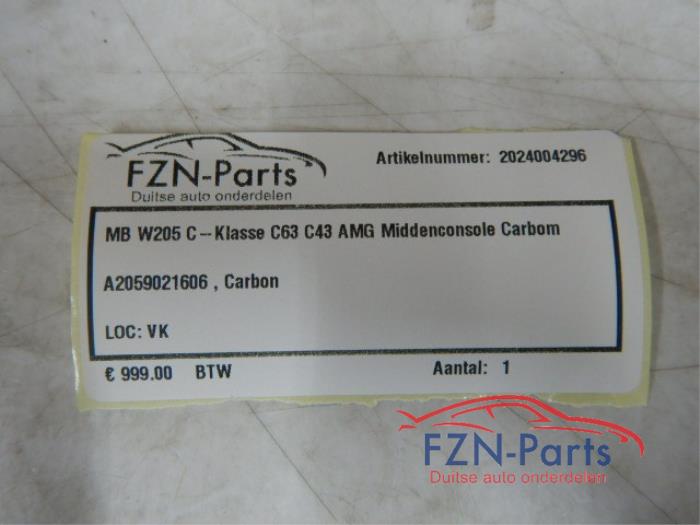 FZN-Parts
Duitse auto onderdelen
Artikelnummer: 2024004296
MB W205 C-Klasse C63 C43 AMG Middenconsole Carbom
A2059021606 , Carbon
LOC: VK
€ 999.00 BTW Aantal: 1
FZN-Parts
Duitse auto onderdelen